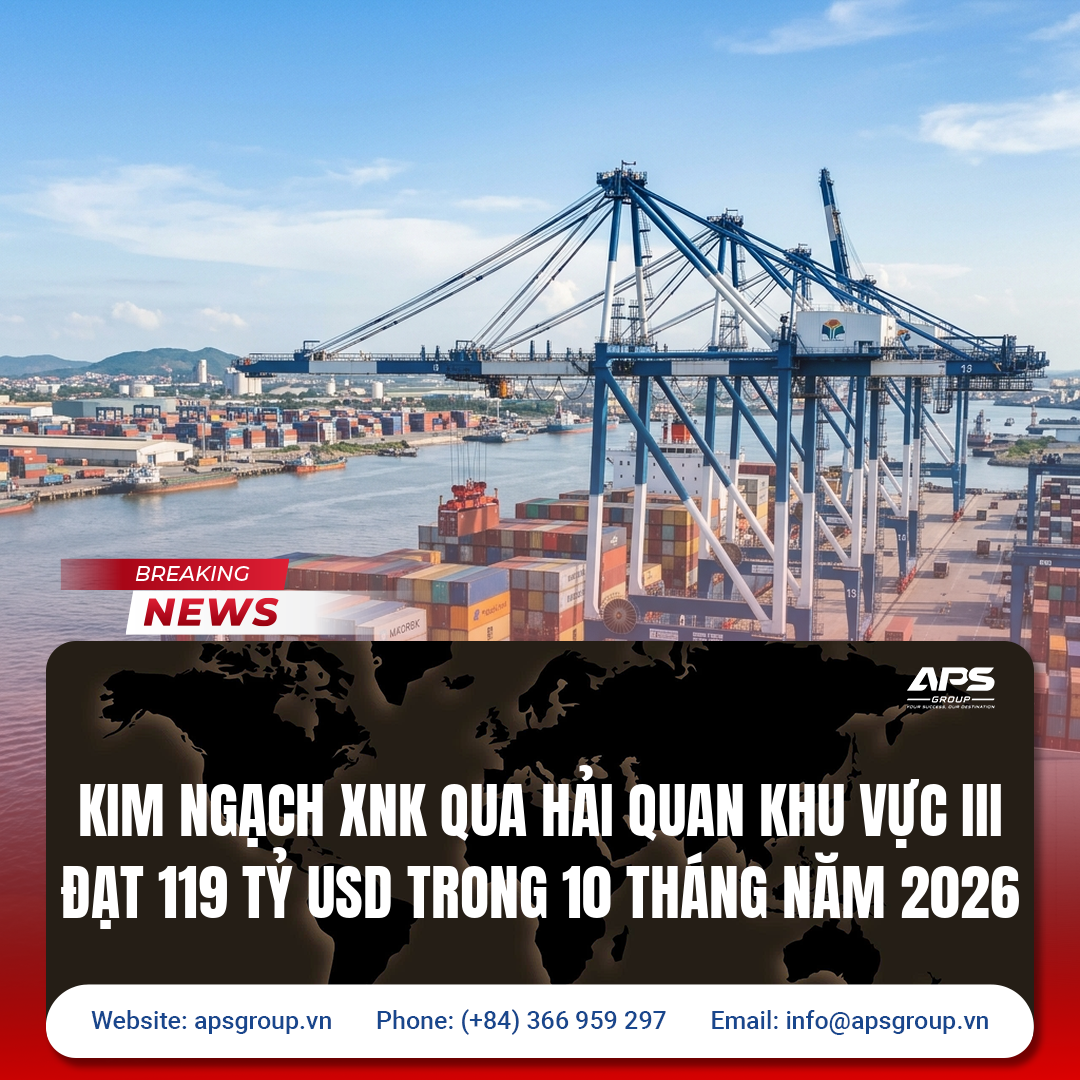 13
13
BREAKING
NEWS
APS
GROUP
YOUR SUCCESS, OUR DESTINATION
KIM NGẠCH XNK QUA HẢI QUAN KHU VỰC III
ĐẠT 119 TỶ USD TRONG 10 THÁNG NĂM 2026
Website: apsgroup.vn Phone: (+84) 366 959 297 Email: info@apsgroup.vn